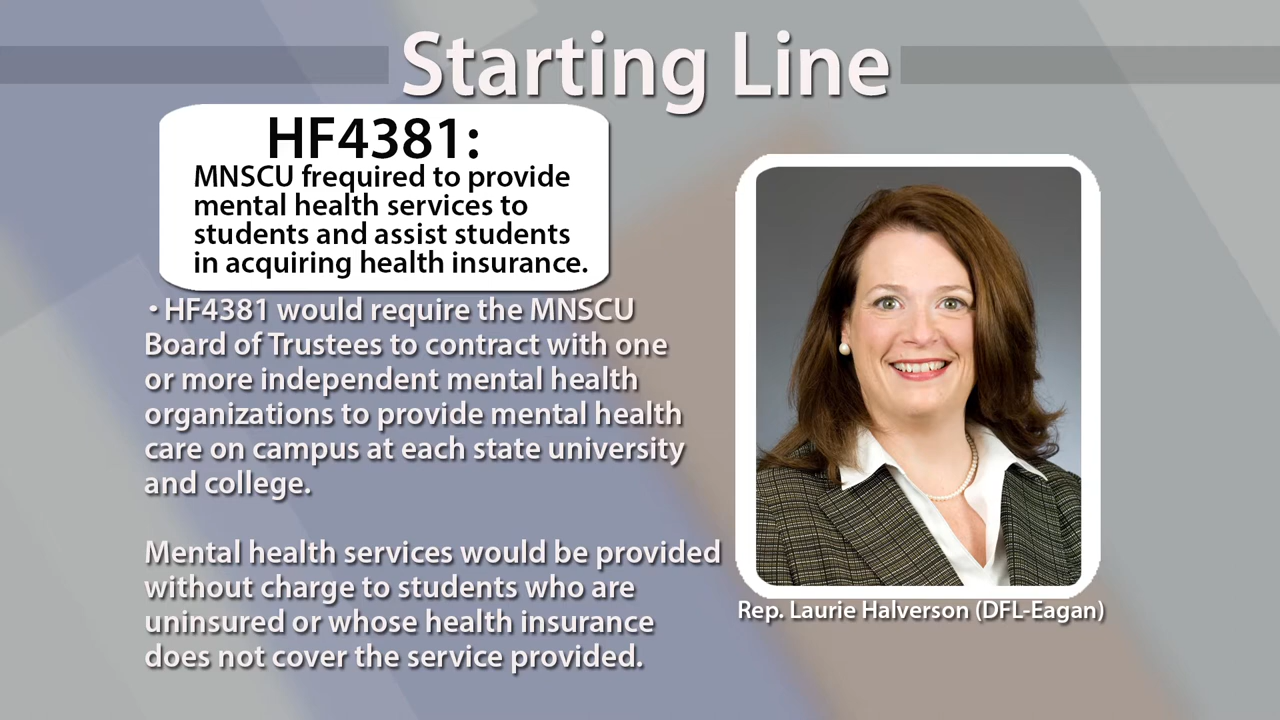 Starting Line
HF4381:
MNSCU frequired to provide
mental health services to
students and assist students
in acquiring health insurance.
• HF4381 would require the MNSCU
Board of Trustees to contract with one
or more independent mental health
organizations to provide mental health
care on campus at each state university
and college.
Mental health services would be provided
without charge to students who are
uninsured or whose health insurance
does not cover the service provided.
Rep. Laurie Halverson (DFL-Eagan)